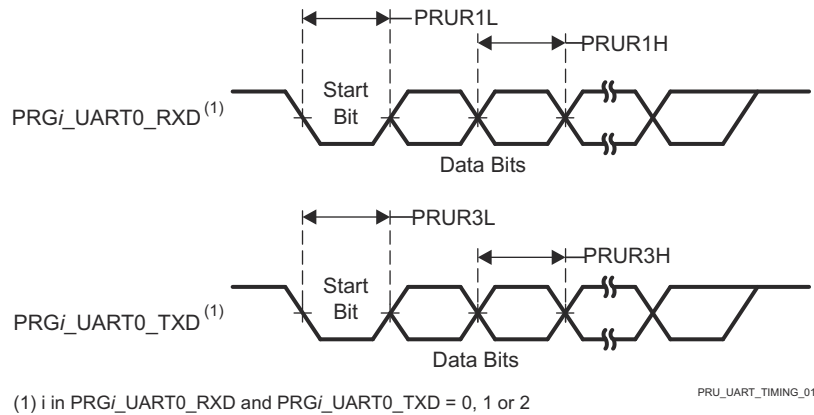 PRUR1L
PRUR1H
Start
Bit
PRGi_UART0_RXD(1)
Data Bits
PRUR3L
PRUR3H
Start
Bit
PRGi_UART0_TXD(1)
Data Bits
(1) i in PRGi_UART0_RXD and PRGi_UART0_TXD = 0, 1 or 2
PRU_UART_TIMING_01